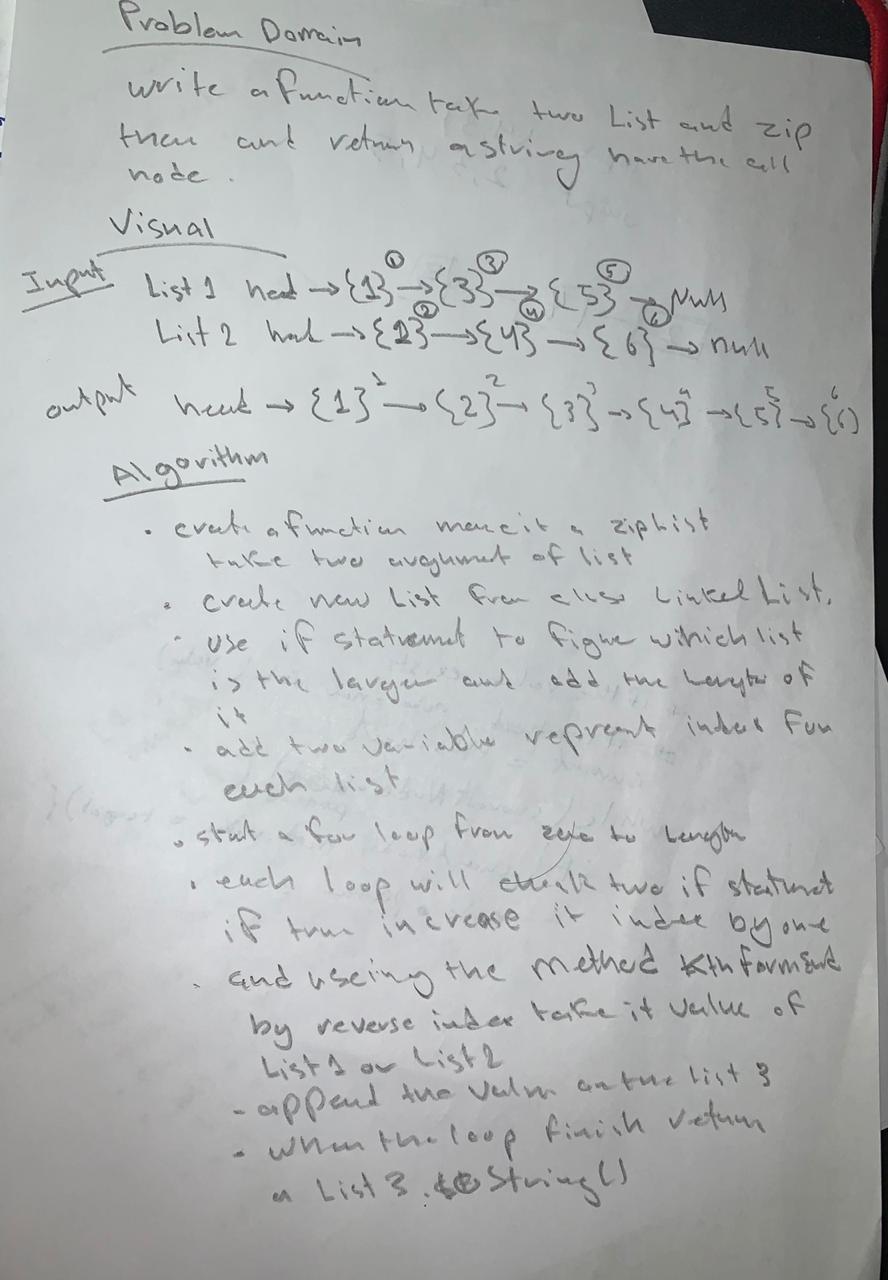 Problem Domain
write a function take two List and zip
them and return a string have the all
node.
Visual
Input List 1 head → {1} ① → {3} ③ → {5} ⑤ → Null
List 2 head → {2} ② → {4} ④ → {6} ⑥ → null
output head → {1} 1 → {2} 2 → {3} 3 → {4} 4 → {5} 5 → {6} 6
Algorithm
• create a function it a zip List
take two argument of list
• create new List from class Linked List.
- use if statement to figue which list
is the larger and add the Length of
it
• add two variable represent index
each list
• start a for loop from zero to Length
• each loop will check two if statment
if true increase it index by one
• and useing the method
by reverse index take it value of
List 1 or List 2
- append the value on the list 3
• when the loop finish return
a List 3. toString()